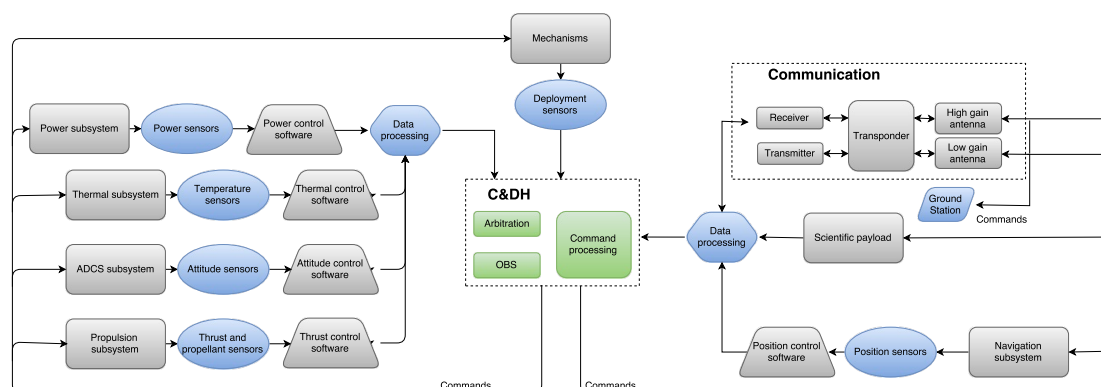 Mechanisms
Communication
Deployment
sensors
Power subsystem
Power sensors
Power control
software
Data
processing
Receiver
Transponder
High gain
antenna
Transmitter
Low gain
antenna
Thermal subsystem
Temperature
sensors
Thermal control
software
C&DH
Arbitration
Command
processing
OBS
Ground
Station
Commands
Data
processing
Scientific payload
ADCS subsystem
Attitude sensors
Attitude control
software
Propulsion
subsystem
Thrust and
propellant sensors
Thrust control
software
Position control
software
Position sensors
Navigation
subsystem
Commands
Commands